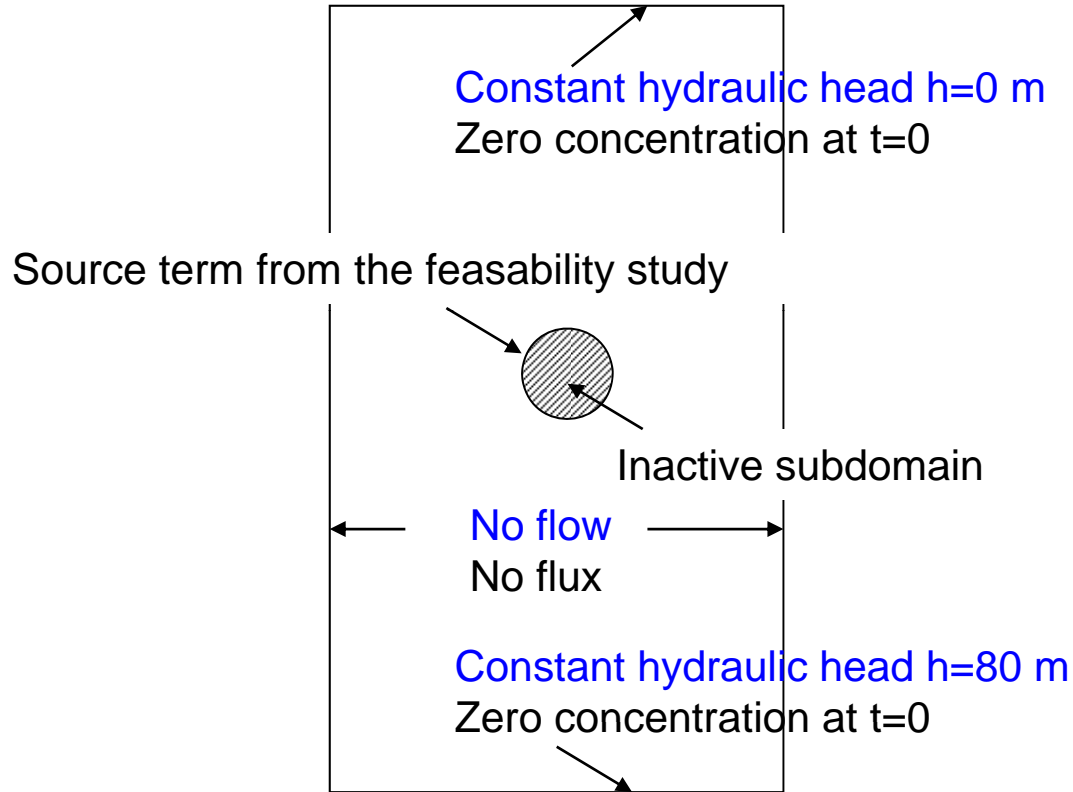 Constant hydraulic head h=0 m
Zero concentration at t=0
Source term from the feasability study
Inactive subdomain
No flow
No flux
Constant hydraulic head h=80 m
Zero concentration at t=0